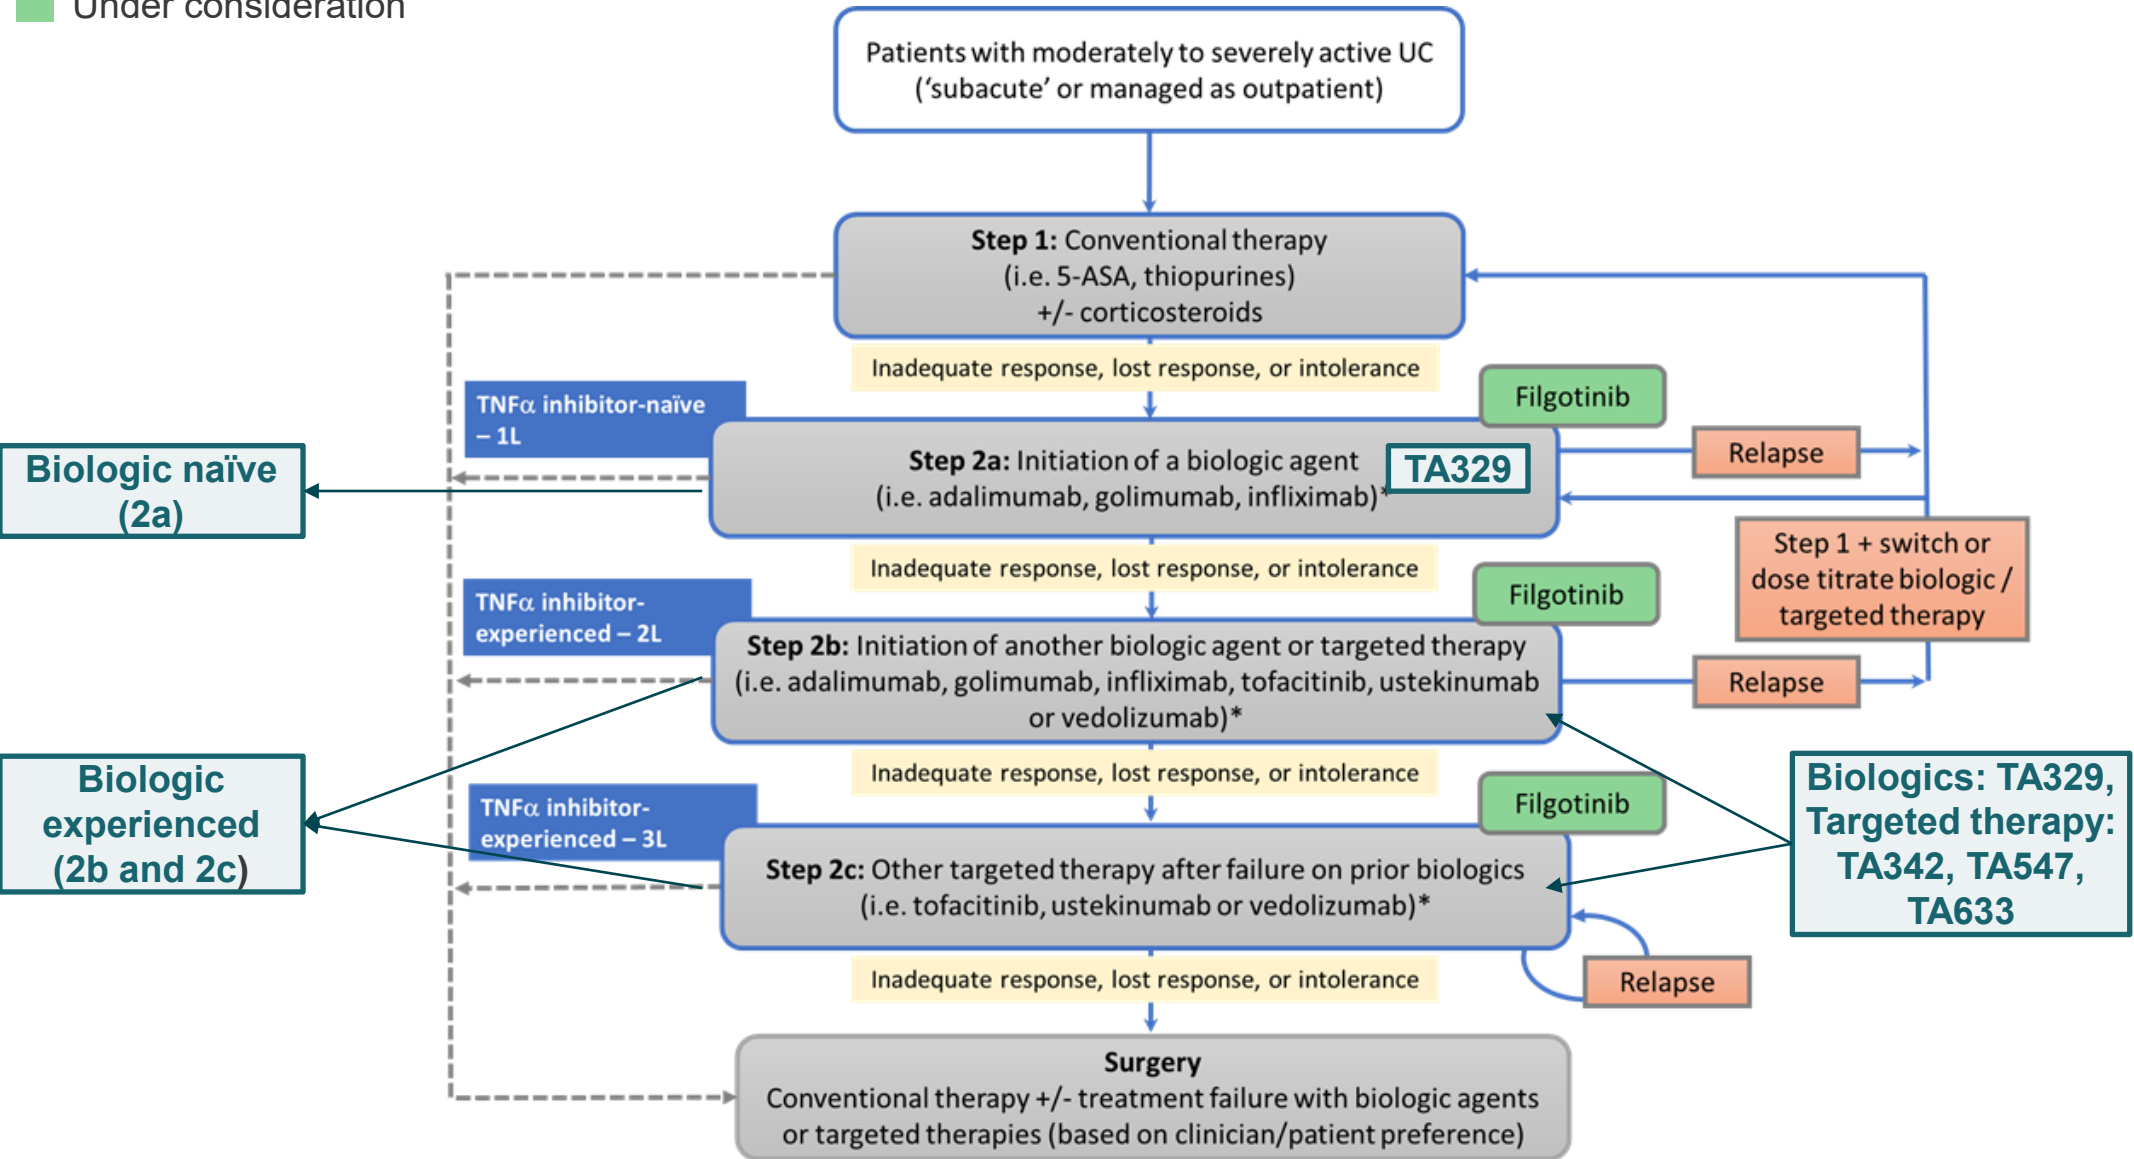 Under consideration
Patients with moderately to severely active UC
(‘subacute’ or managed as outpatient)
Step 1: Conventional therapy
(i.e. 5-ASA, thiopurines)
+/- corticosteroids
Inadequate response, lost response, or intolerance
Filgotinib
TNFα inhibitor-naïve
– 1L
Biologic naïve
(2a)
Step 2a: Initiation of a biologic agent
(i.e. adalimumab, golimumab, infliximab)*
TA329
Relapse
Inadequate response, lost response, or intolerance
Filgotinib
Step 1 + switch or
dose titrate biologic /
targeted therapy
TNFα inhibitor-
experienced – 2L
Step 2b: Initiation of another biologic agent or targeted therapy
(i.e. adalimumab, golimumab, infliximab, tofacitinib, ustekinumab
or vedolizumab)*
Relapse
Inadequate response, lost response, or intolerance
Filgotinib
Biologic
experienced
(2b and 2c)
TNFα inhibitor-
experienced – 3L
Step 2c: Other targeted therapy after failure on prior biologics
(i.e. tofacitinib, ustekinumab or vedolizumab)*
Biologics: TA329,
Targeted therapy:
TA342, TA547,
TA633
Inadequate response, lost response, or intolerance
Relapse
Surgery
Conventional therapy +/- treatment failure with biologic agents
or targeted therapies (based on clinician/patient preference)